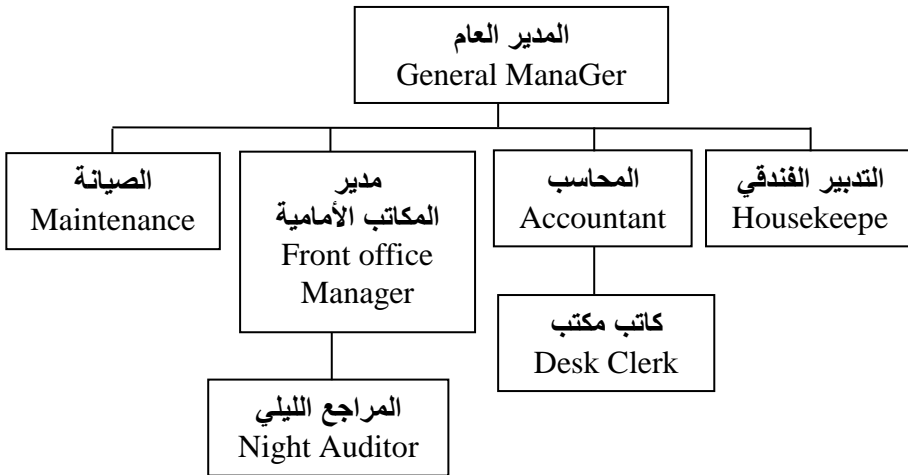 المدير العام
General ManaGer
الصيانة
Maintenance
مدير
المكاتب الأمامية
Front office
Manager
المحاسب
Accountant
التدبير الفندقي
Housekeepe
كاتب مكتب
Desk Clerk
المراجع الليلي
Night Auditor